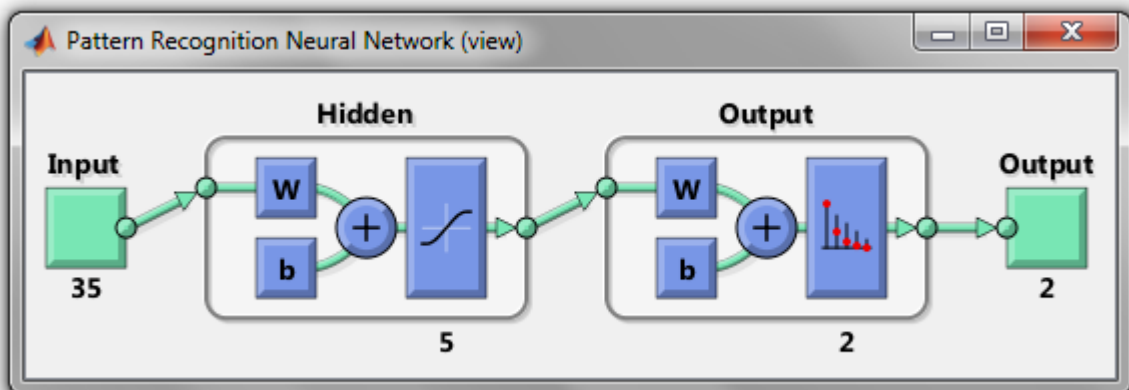 Pattern Recognition Neural Network (view)
Hidden
Output
Input
Output
W
W
b
b
35
2
5
2